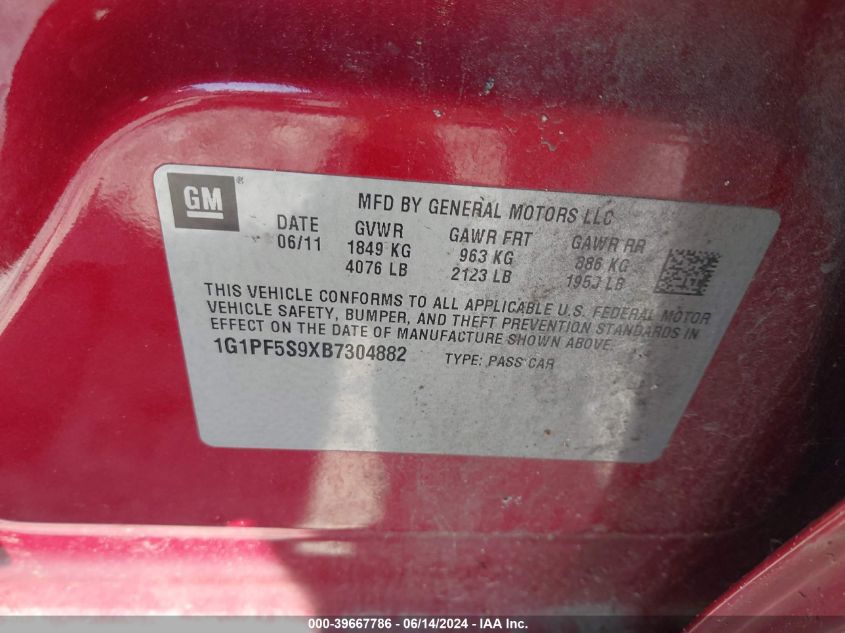 GM
MFD BY GENERAL MOTORS LLC
DATE GVWR GAWR FRT GAWR RR
06/11 1849 KG 963 KG 886 KG
4076 LB 2123 LB 1953 LB
THIS VEHICLE CONFORMS TO ALL APPLICABLE U.S. FEDERAL MOTOR
VEHICLE SAFETY, BUMPER, AND THEFT PREVENTION STANDARDS IN
EFFECT ON THE DATE OF MANUFACTURE SHOWN ABOVE.
1G1PF5S9XB7304882 TYPE: PASS CAR
000-39667786 - 06/14/2024 - IAA Inc.